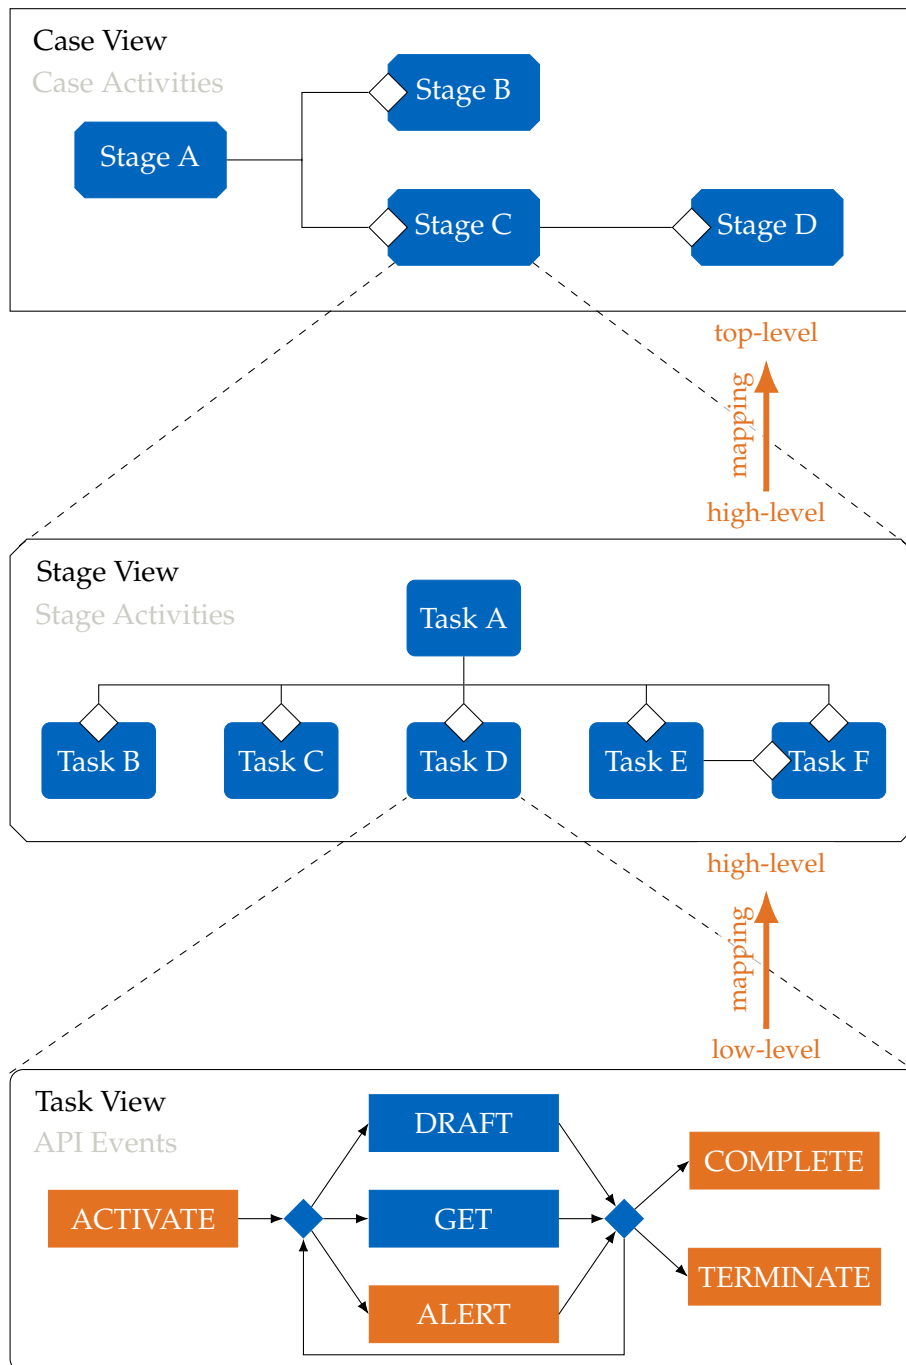 Case View
Case Activities
Stage A
Stage B
Stage C
Stage D
top-level
mapping
high-level
Stage View
Stage Activities
Task A
Task B
Task C
Task D
Task E
Task F
high-level
mapping
low-level
Task View
API Events
ACTIVATE
DRAFT
GET
ALERT
COMPLETE
TERMINATE